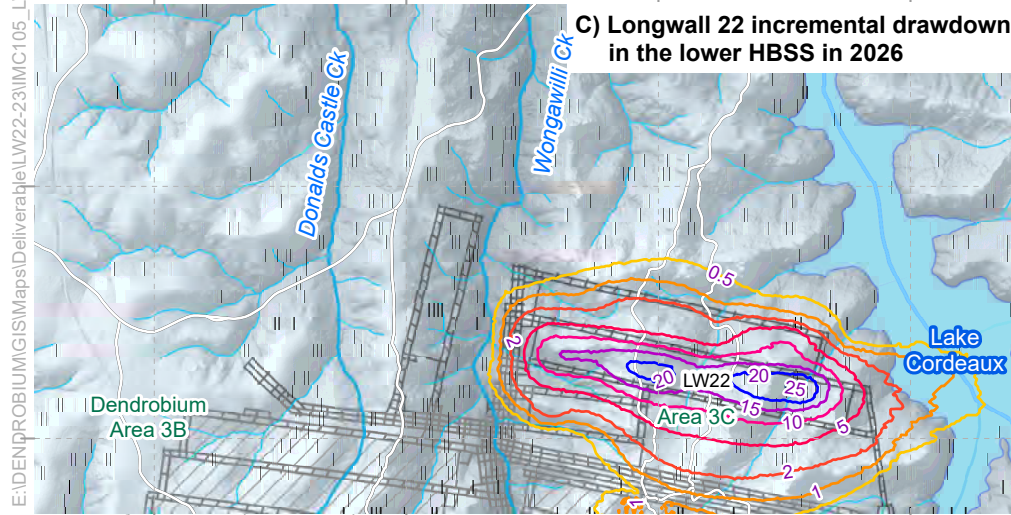 C) Longwall 22 incremental drawdown
in the lower HBSS in 2026
E:\DENDROBIUM\GIS\Maps\Deliverable\LW22-23\IMC105_L
Donalds Castle Ck
Wongawilli Ck
0.5
Lake
Cordeaux
2
20
LW22
20
25
15
10
5
Dendrobium
Area 3B
Area 3C
2
1
1